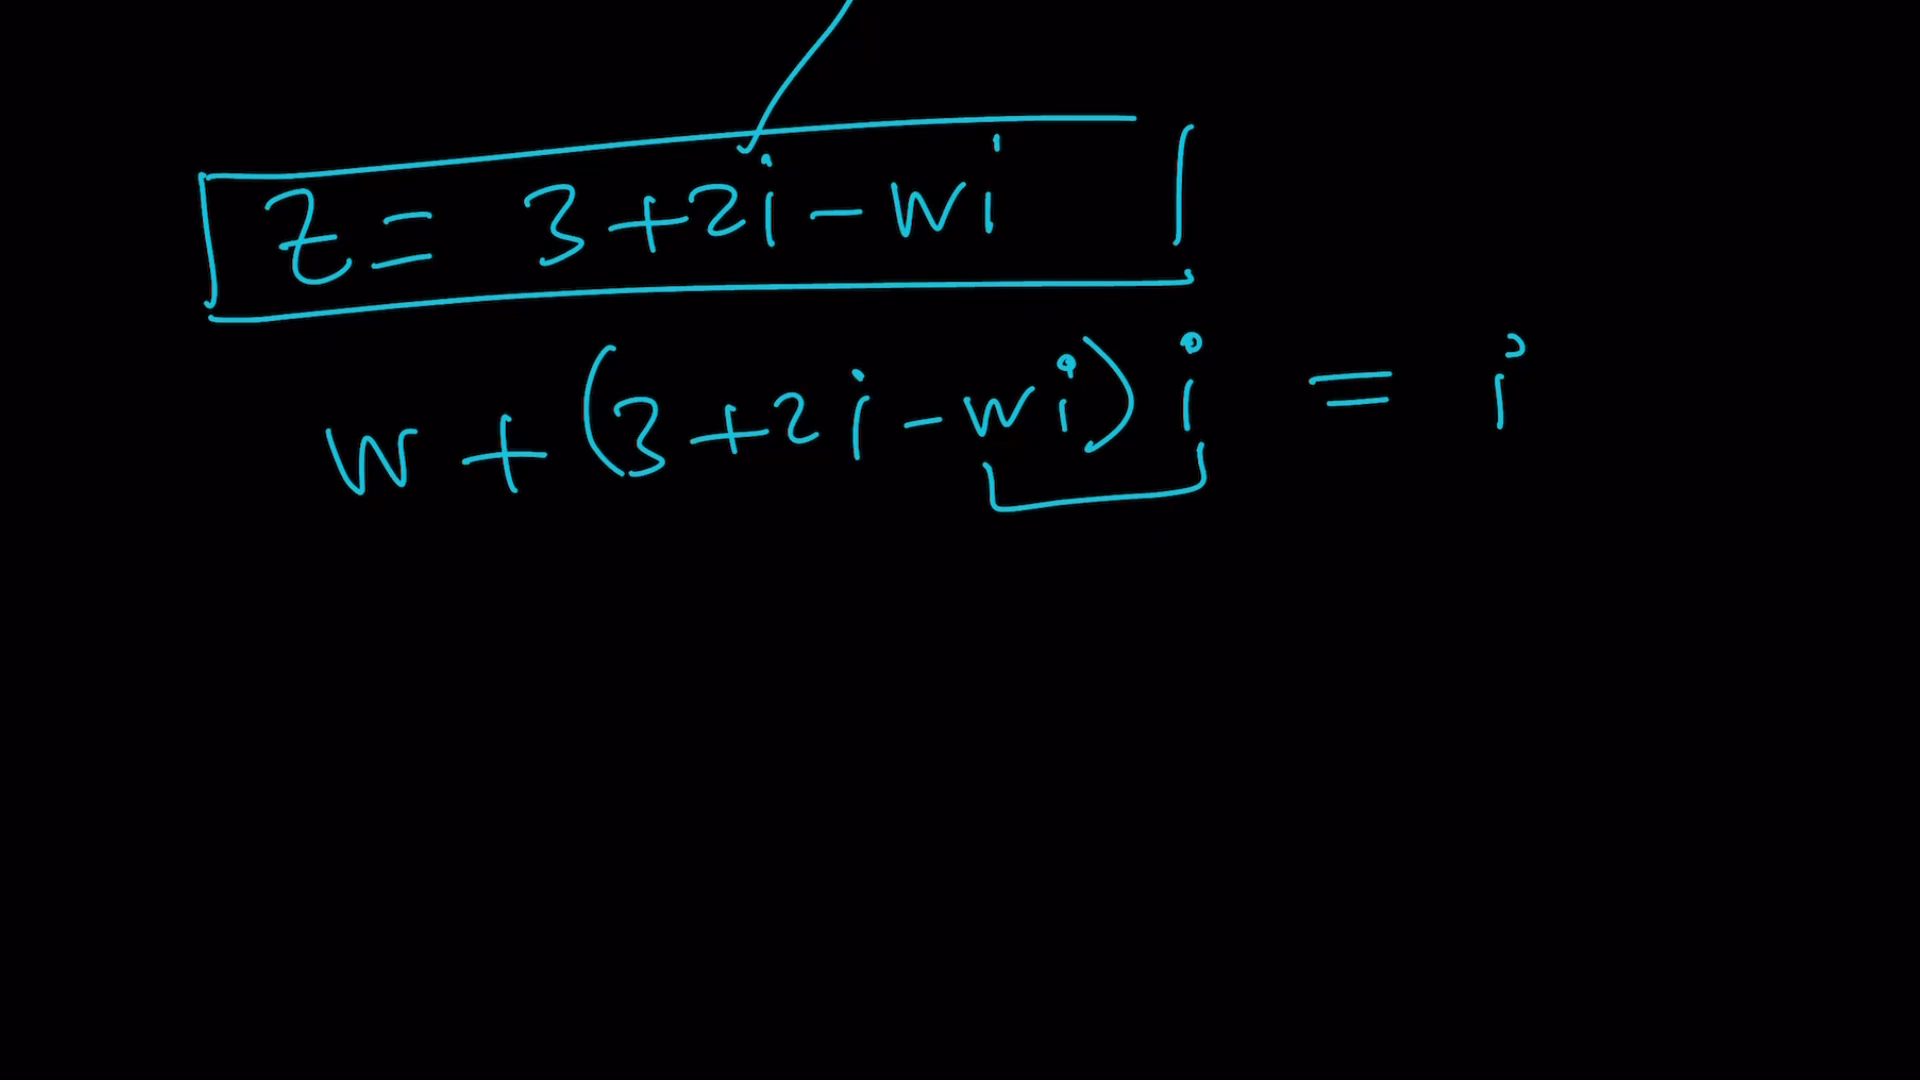 z = 3+2i-wi
w + (3+2i-wi)i = i